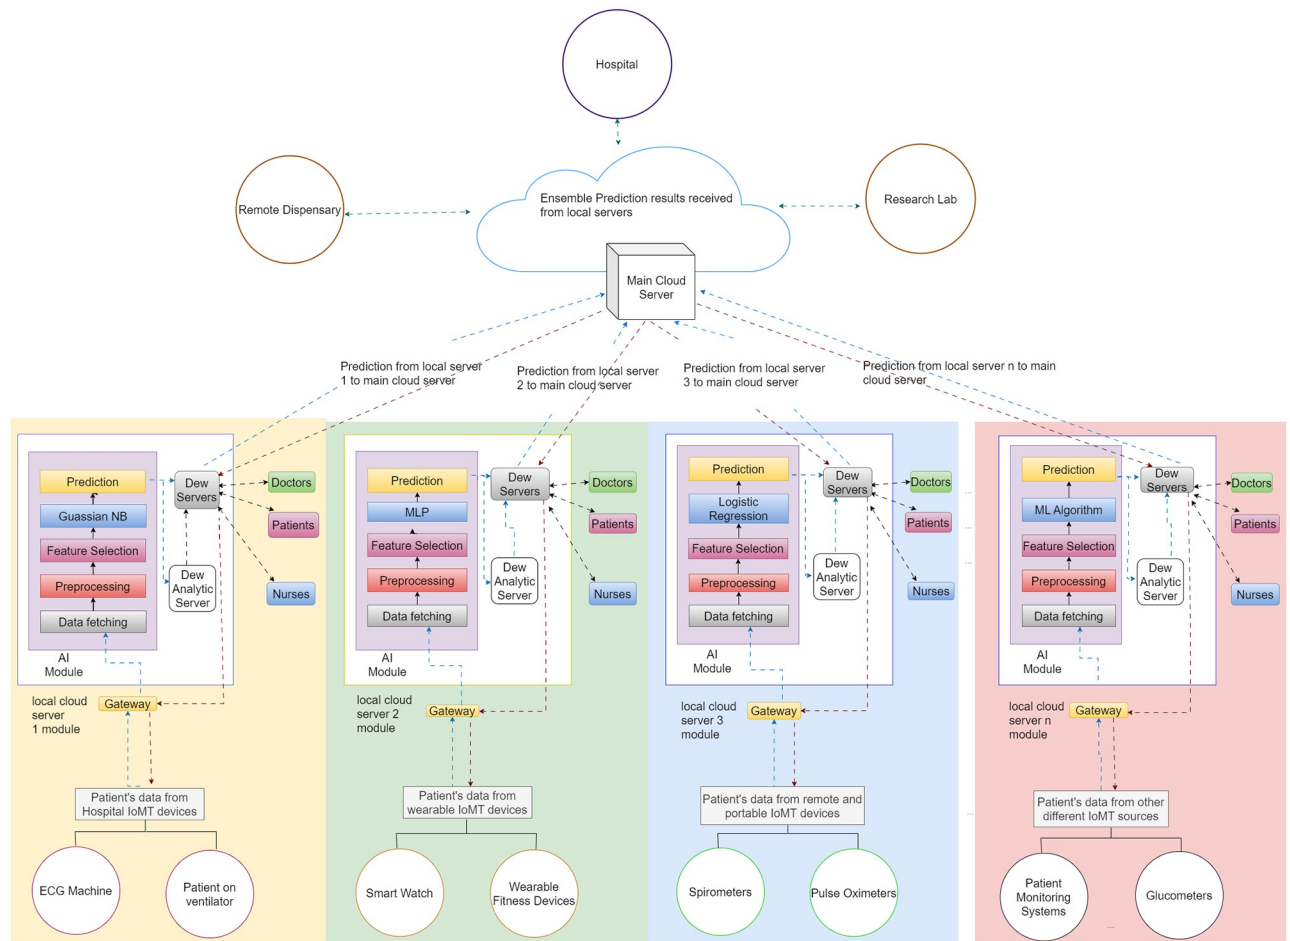 Hospital
Remote Dispensary
Ensemble Prediction results received
from local servers
Research Lab
Main Cloud
Server
Prediction from local server
1 to main cloud server
Prediction from local server
2 to main cloud server
Prediction from local server
3 to main cloud server
Prediction from local server n to main
cloud server
Prediction
Guassian NB
Feature Selection
Preprocessing
Data fetching
AI
Module
Dew
Servers
Dew
Analytic
Server
Doctors
Patients
Nurses
local cloud
server
1 module
Gateway
Patient's data from
Hospital IoMT devices
ECG Machine
Patient on
ventilator
Prediction
MLP
Feature Selection
Preprocessing
Data fetching
AI
Module
Dew
Servers
Dew
Analytic
Server
Doctors
Patients
Nurses
local cloud
server 2
module
Gateway
Patient's data from
wearable IoMT devices
Smart Watch
Wearable
Fitness Devices
Prediction
Logistic
Regression
Feature Selection
Preprocessing
Data fetching
AI
Module
Dew
Servers
Dew
Analytic
Server
Doctors
Patients
Nurses
local cloud
server 3
module
Gateway
Patient's data from remote and
portable IoMT devices
Spirometers
Pulse Oximeters
...
...
...
...
Prediction
ML Algorithm
Feature Selection
Preprocessing
Data fetching
AI
Module
Dew
Servers
Dew
Analytic
Server
Doctors
Patients
Nurses
local cloud
server n
module
Gateway
Patient's data from other
different IoMT sources
Patient
Monitoring
Systems
Glucometers
...